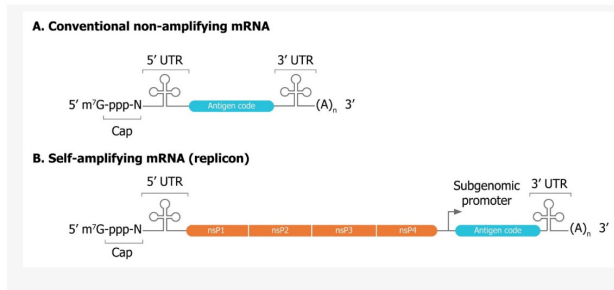 A. Conventional non-amplifying mRNA
5′ UTR 3′ UTR
5′ m⁷G-ppp-N Antigen code (A)ₙ 3′
Cap
B. Self-amplifying mRNA (replicon)
5′ UTR Subgenomic promoter 3′ UTR
5′ m⁷G-ppp-N nsP1 nsP2 nsP3 nsP4 Antigen code (A)ₙ 3′
Cap